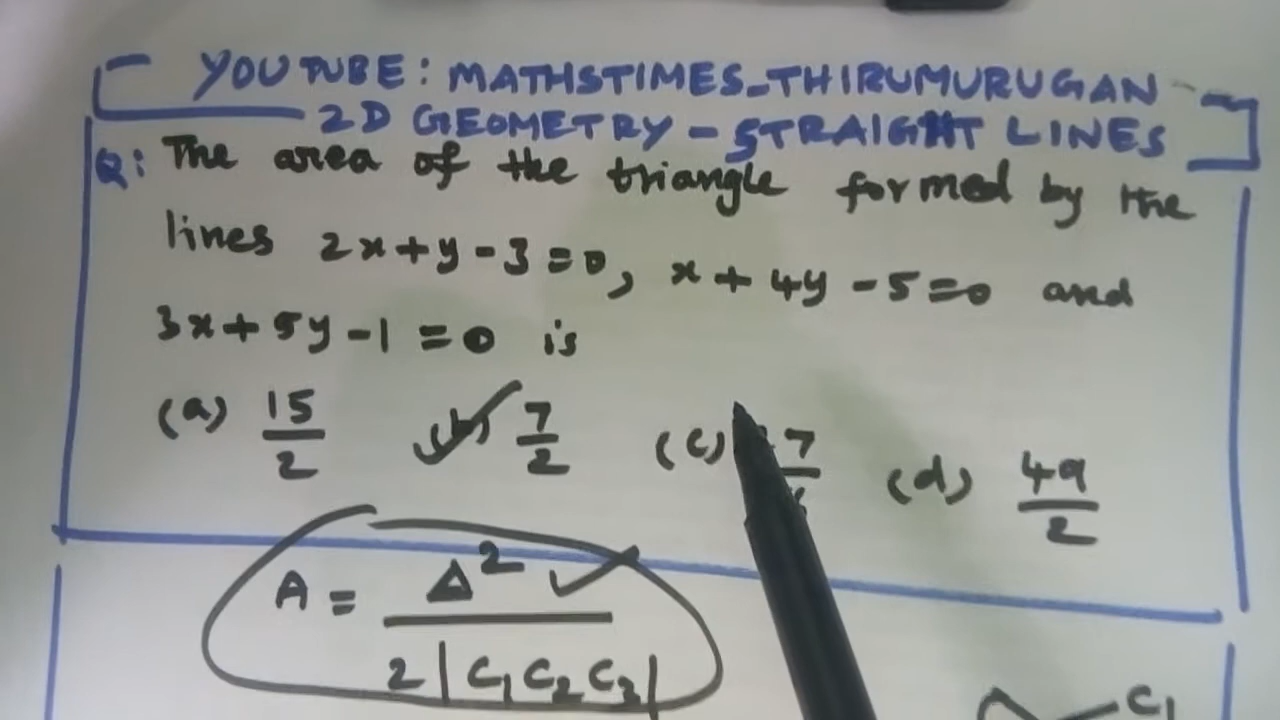 YOUTUBE: MATHSTIMES-THIRUMURUGAN
2D GEOMETRY - STRAIGHT LINES
Q: The area of the triangle formed by the
lines 2x+y-3=0, x+4y-5=0 and
3x+5y-1=0 is
(a) 15/2 (b) 7/2 (c) (d) 49/2
A = Δ²/2|C₁C₂C₃|
C₁